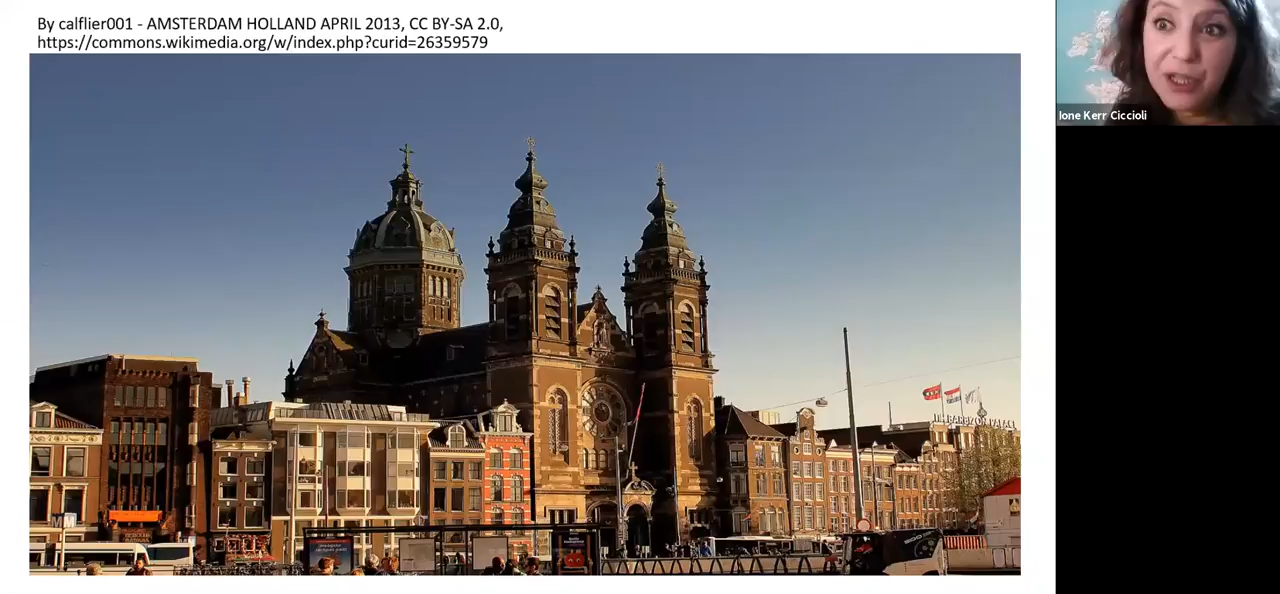 By calflier001 - AMSTERDAM HOLLAND APRIL 2013, CC BY-SA 2.0,
https://commons.wikimedia.org/w/index.php?curid=26359579
Ione Kerr Ciccioli